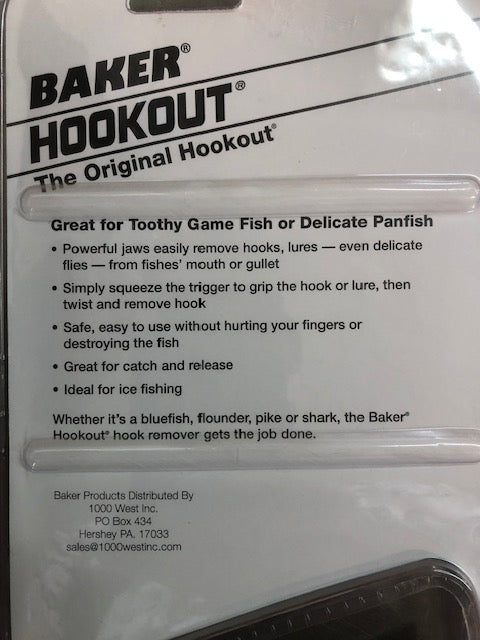 BAKER®
HOOKOUT®
The Original Hookout®
Great for Toothy Game Fish or Delicate Panfish
• Powerful jaws easily remove hooks, lures — even delicate
flies — from fishes' mouth or gullet
• Simply squeeze the trigger to grip the hook or lure, then
twist and remove hook
• Safe, easy to use without hurting your fingers or
destroying the fish
• Great for catch and release
• Ideal for ice fishing
Whether it's a bluefish, flounder, pike or shark, the Baker®
Hookout® hook remover gets the job done.
Baker Products Distributed By
1000 West Inc.
PO Box 434
Hershey PA. 17033
sales@1000westinc.com